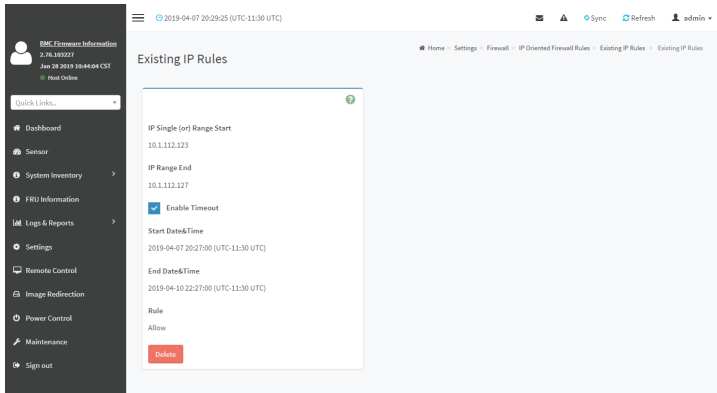 2019-04-07 20:29:25 (UTC-11:30 UTC)
Sync
Refresh
admin
BMC Firmware Information
2.76.103227
Jan 28 2019 10:44:04 CST
Host Online
Quick Links..
Dashboard
Sensor
System Inventory
FRU Information
Logs & Reports
Settings
Remote Control
Image Redirection
Power Control
Maintenance
Sign out
Existing IP Rules
Home > Settings > Firewall > IP Oriented Firewall Rules > Existing IP Rules > Existing IP Rules
IP Single (or) Range Start
10.1.112.123
IP Range End
10.1.112.127
Enable Timeout
Start Date&Time
2019-04-07 20:27:00 (UTC-11:30 UTC)
End Date&Time
2019-04-10 22:27:00 (UTC-11:30 UTC)
Rule
Allow
Delete